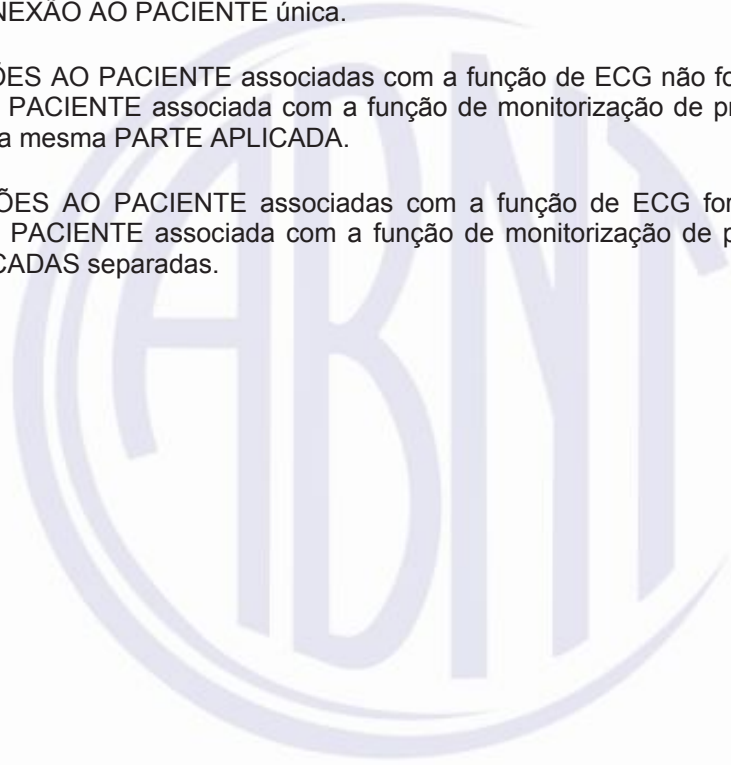 NEXÃO AO PACIENTE única.
ÕES AO PACIENTE associadas com a função de ECG não fo
PACIENTE associada com a função de monitorização de p
a mesma PARTE APLICADA.
ÕES AO PACIENTE associadas com a função de ECG for
PACIENTE associada com a função de monitorização de p
CADAS separadas.
ABNT